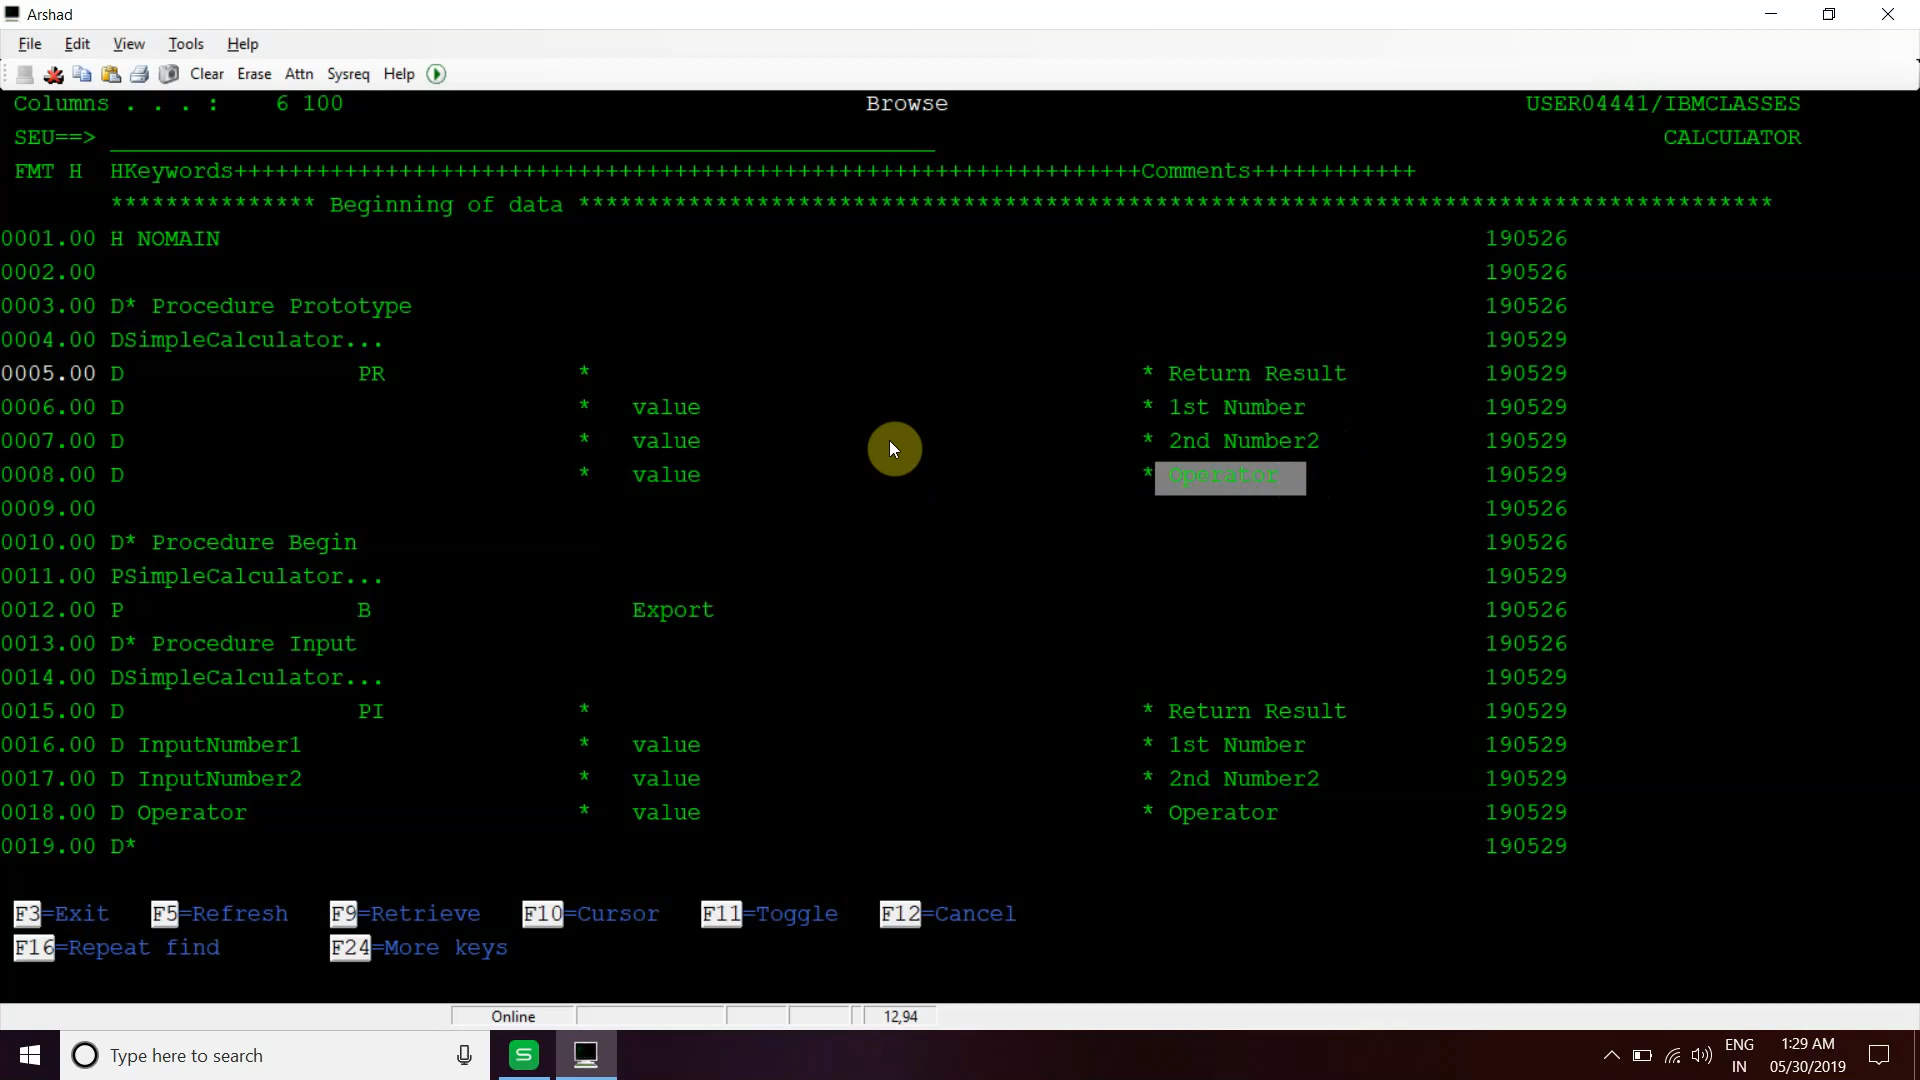 Arshad
File Edit View Tools Help
Clear Erase Attn Sysreq Help
Columns . . . : 6 100 Browse USER04441/IBMCLASSES
SEU==> CALCULATOR
FMT H HKeywords++++++++++++++++++++++++++++++++++++++++++++++++++++++++++++++++++Comments++++++++++++
*************** Beginning of data ***************************************************************************************
0001.00 H NOMAIN 190526
0002.00 190526
0003.00 D* Procedure Prototype 190526
0004.00 DSimpleCalculator... 190529
0005.00 D PR * * Return Result 190529
0006.00 D * value * 1st Number 190529
0007.00 D * value * 2nd Number2 190529
0008.00 D * value * Operator 190529
0009.00 190526
0010.00 D* Procedure Begin 190526
0011.00 PSimpleCalculator... 190529
0012.00 P B Export 190526
0013.00 D* Procedure Input 190526
0014.00 DSimpleCalculator... 190529
0015.00 D PI * * Return Result 190529
0016.00 D InputNumber1 * value * 1st Number 190529
0017.00 D InputNumber2 * value * 2nd Number2 190529
0018.00 D Operator * value * Operator 190529
0019.00 D* 190529
F3=Exit F5=Refresh F9=Retrieve F10=Cursor F11=Toggle F12=Cancel
F16=Repeat find F24=More keys
Online 12,94
Type here to search S ENG 1:29 AM
IN 05/30/2019